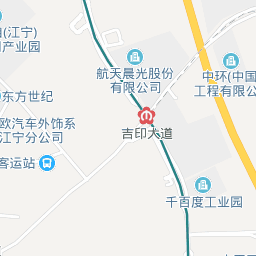 (江宁)
产业园
航天晨光股份
有限公司
中环(中国
工程有限公
东方世纪
欧汽车外饰系
江宁分公司
吉印大道
客运站
千百度工业园